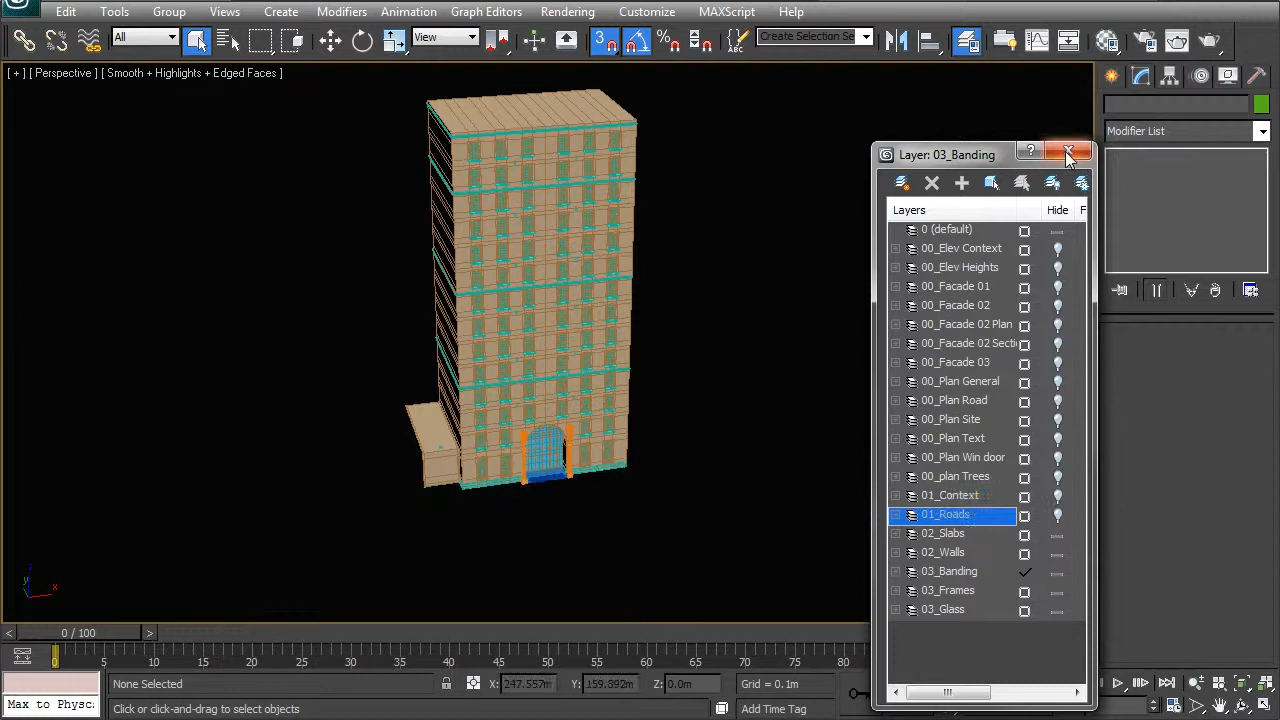 Edit Tools Group Views Create Modifiers Animation Graph Editors Rendering Customize MAXScript Help
All View Create Selection Se
[ + ] [ Perspective ] [ Smooth + Highlights + Edged Faces ]
Modifier List
Layer: 03_Banding
Layers Hide F
0 (default)
00_Elev Context
00_Elev Heights
00_Facade 01
00_Facade 02
00_Facade 02 Plan
00_Facade 02 Secti
00_Facade 03
00_Plan General
00_Plan Road
00_Plan Site
00_Plan Text
00_Plan Win door
00_plan Trees
01_Context
01_Roads
02_Slabs
02_Walls
03_Banding
03_Frames
03_Glass
y x
< 0 / 100 >
0 5 10 15 20 25 30 35 40 45 50 55 60 65 70 75 80
None Selected X: 247.557m Y: 159.892m Z: 0.0m Grid = 0.1m
Max to Physc Click or click-and-drag to select objects Add Time Tag